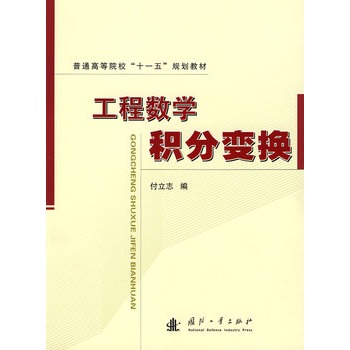 普通高等院校“十一五”规划教材
工程数学
积分变换
GONGCHENG SHUXUE JIFEN BIANHUAN
付立志 编
国防工业出版社
National Defense Industry Press